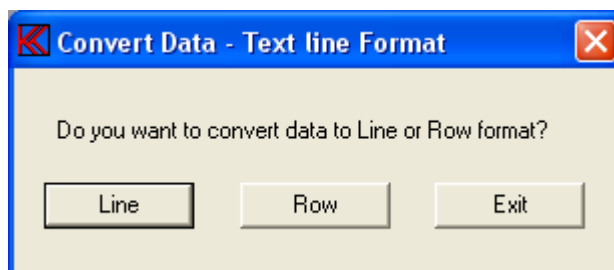 Convert Data - Text line Format
Do you want to convert data to Line or Row format?
Line
Row
Exit